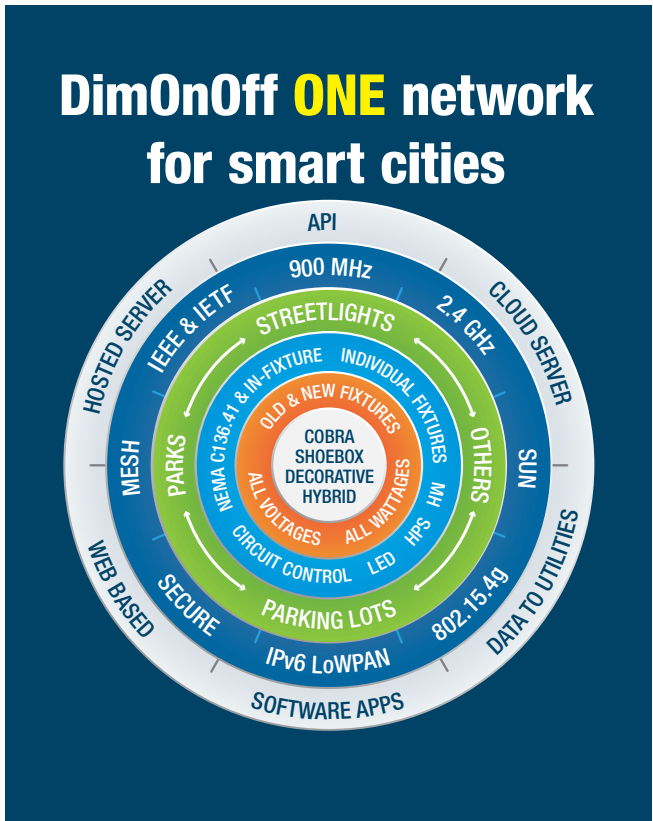 DimOnOff ONE network
for smart cities
API
CLOUD SERVER
DATA TO UTILITIES
SOFTWARE APPS
WEB BASED
HOSTED SERVER
900 MHz
2.4 GHz
SUN
802.15.4g
IPv6 LoWPAN
SECURE
MESH
IEEE & IETF
STREETLIGHTS
OTHERS
PARKING LOTS
PARKS
NEMA C136.41 & IN-FIXTURE
INDIVIDUAL FIXTURES
MH
HPS
LED
CIRCUIT CONTROL
OLD & NEW FIXTURES
ALL WATTAGES
ALL VOLTAGES
COBRA
SHOEBOX
DECORATIVE
HYBRID